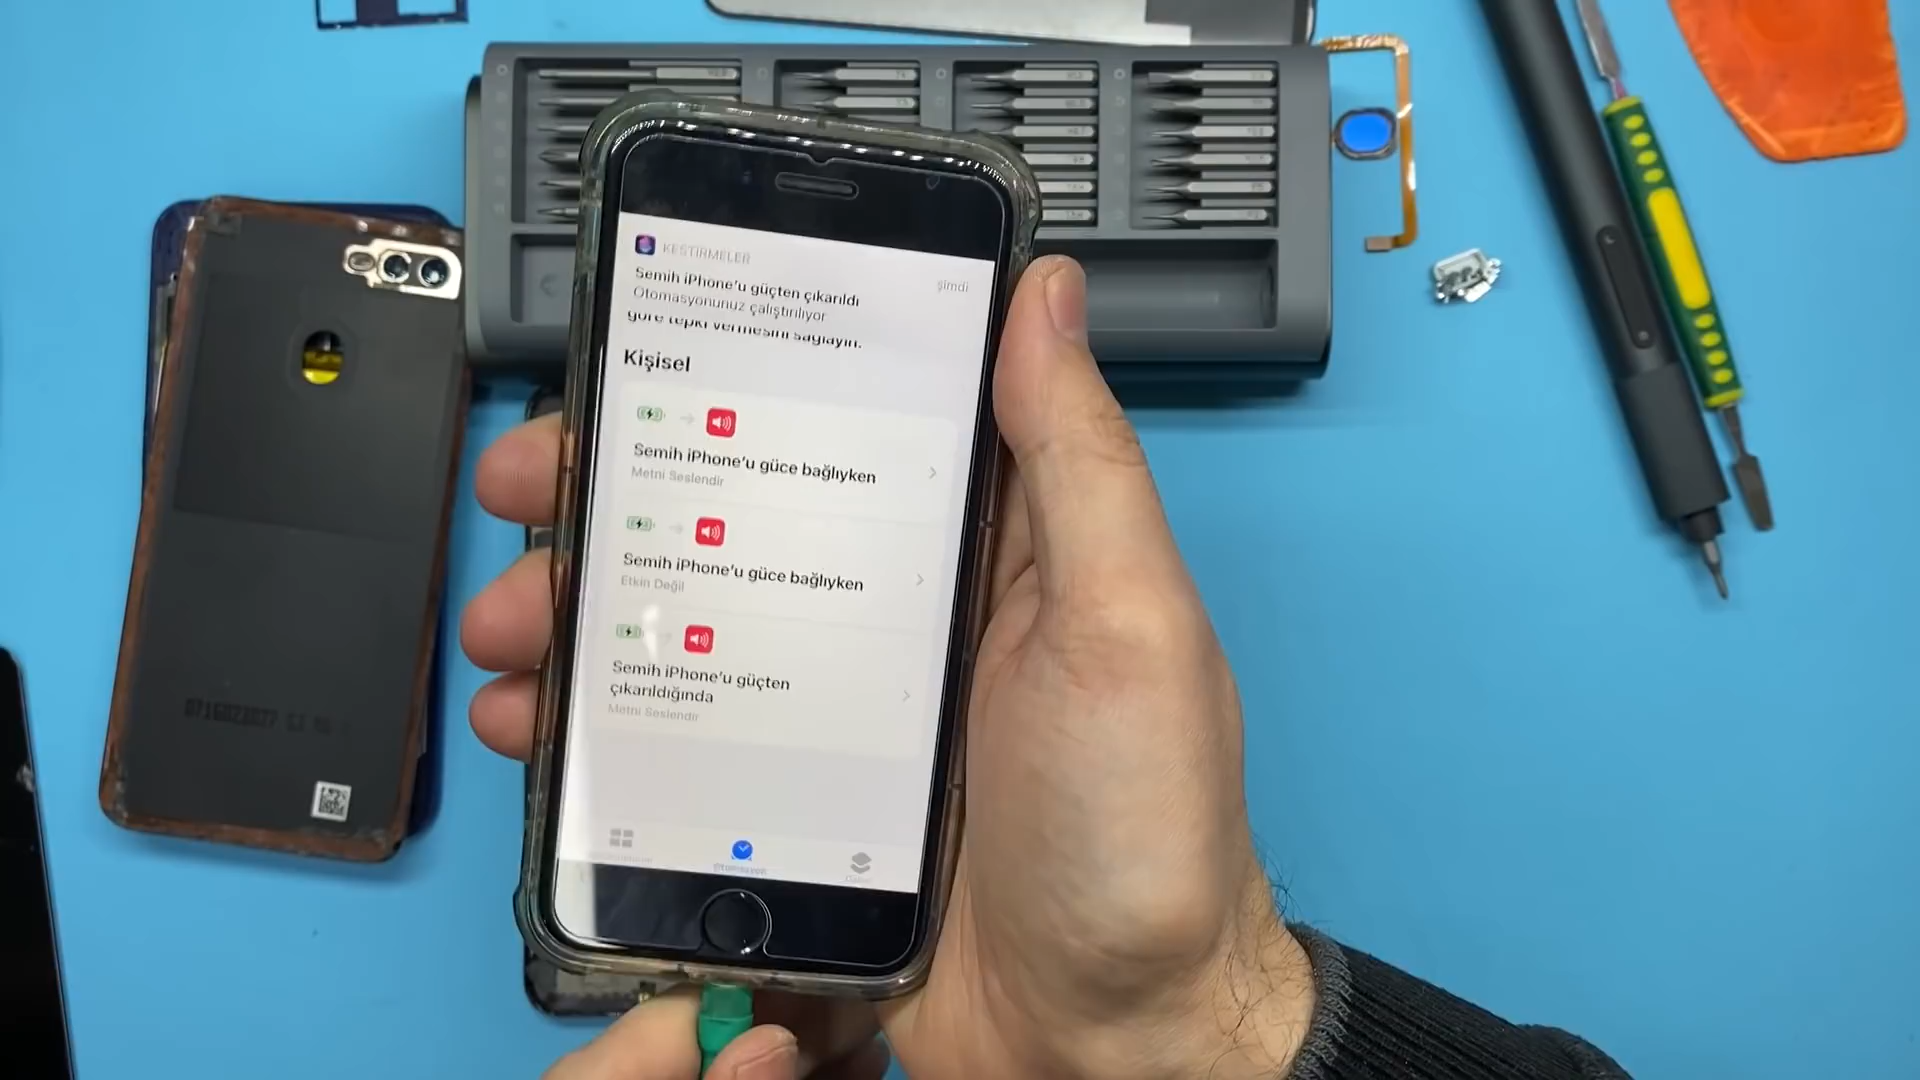 KESTİRMELER
şimdi
Semih iPhone'u güçten çıkarıldı
Otomasyonunuz çalıştırılıyor
göre tepki vermesini sağlayın.
Kişisel
Semih iPhone'u güce bağlıyken
Metni Seslendir
Semih iPhone'u güce bağlıyken
Etkin Değil
Semih iPhone'u güçten
çıkarıldığında
Metni Seslendir
Otomasyon